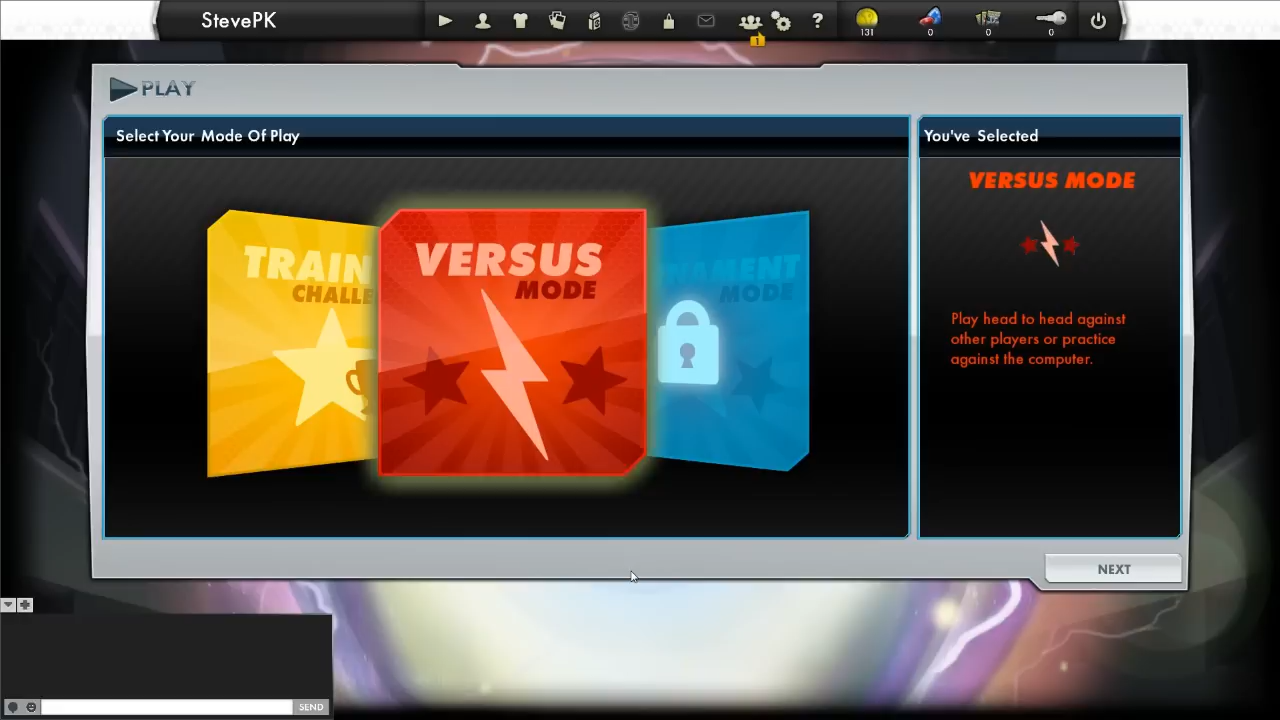 StevePK
131
0
0
0
1
PLAY
Select Your Mode Of Play
You've Selected
TRAIN
CHALLE
VERSUS
MODE
MODE
VERSUS MODE
Play head to head against
other players or practice
against the computer.
NEXT
SEND